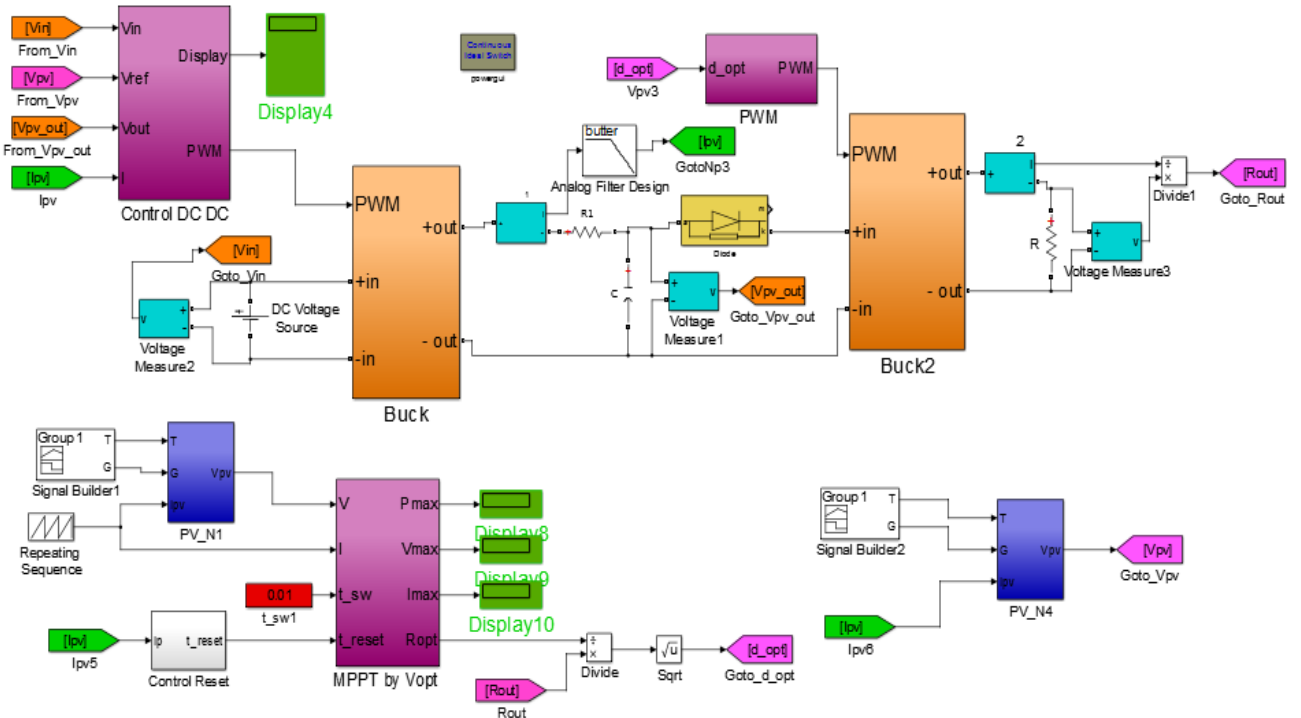 [Vin]
From_Vin
[Vpv]
From_Vpv
[Vpv_out]
From_Vpv_out
[Ipv]
Ipv
Vin
Vref
Vout
I
Display
PWM
Control DC DC
Display4
Continuous
Ideal Switch
powergui
[d_opt]
Vpv3
d_opt
PWM
PWM
butter
Analog Filter Design
[Ipv]
GotoNp3
[Vin]
Goto_Vin
v
+
-
Voltage
Measure2
DC Voltage
Source
PWM
+in
-in
+out
- out
Buck
1
+
-
I
+
R1
+
C
a
m
k
Diode
+
-
v
Voltage
Measure1
[Vpv_out]
Goto_Vpv_out
PWM
+in
-in
+out
- out
Buck2
2
+
I
-
+
R
+
-
v
Voltage Measure3
÷
×
Divide1
[Rout]
Goto_Rout
Group 1
T
G
Signal Builder1
T
G
Ipv
Vpv
PV_N1
Repeating
Sequence
0.01
t_sw1
[Ipv]
Ipv5
Ip
t_reset
Control Reset
V
I
t_sw
t_reset
Pmax
Vmax
Imax
Ropt
MPPT by Vopt
Display8
Display9
Display10
[Rout]
Rout
÷
×
Divide
√u
Sqrt
[d_opt]
Goto_d_opt
Group 1
T
G
Signal Builder2
T
G
Ipv
Vpv
PV_N4
[Ipv]
Ipv6
[Vpv]
Goto_Vpv